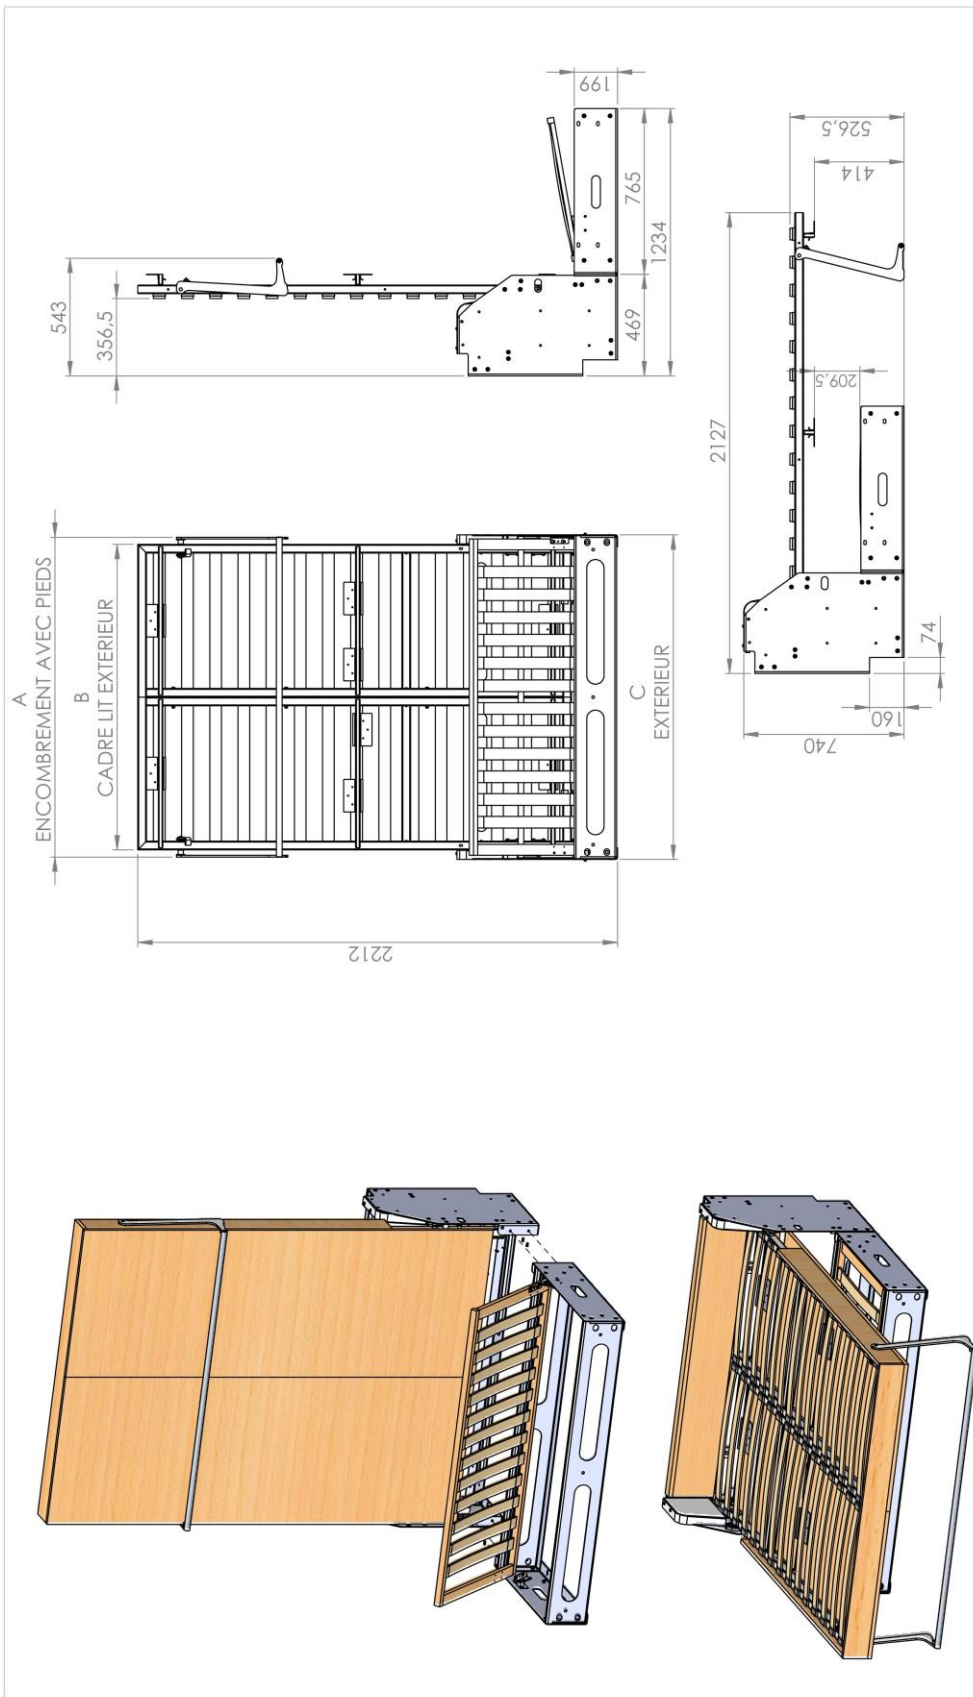 199
765
1234
469
543
356,5
526,5
414
209,5
2127
74
160
740
A
ENCOMBREMENT AVEC PIEDS
B
CADRE LIT EXTERIEUR
C
EXTERIEUR
2212